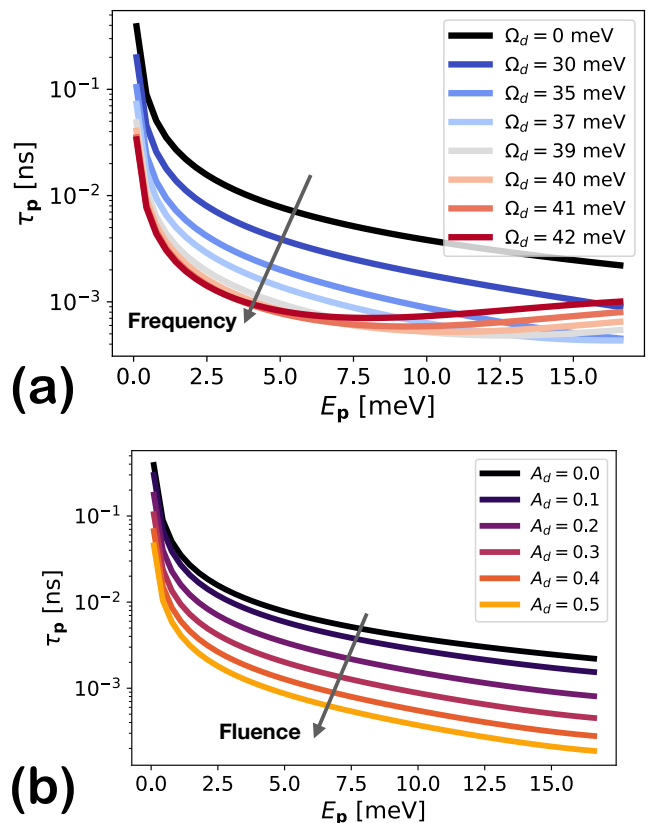 10⁻¹
10⁻²
10⁻³
τₚ [ns]
Ω_d = 0 meV
Ω_d = 30 meV
Ω_d = 35 meV
Ω_d = 37 meV
Ω_d = 39 meV
Ω_d = 40 meV
Ω_d = 41 meV
Ω_d = 42 meV
Frequency
0.0 2.5 5.0 7.5 10.0 12.5 15.0
Eₚ [meV]
(a)
10⁻¹
10⁻²
10⁻³
τₚ [ns]
A_d = 0.0
A_d = 0.1
A_d = 0.2
A_d = 0.3
A_d = 0.4
A_d = 0.5
Fluence
0.0 2.5 5.0 7.5 10.0 12.5 15.0
Eₚ [meV]
(b)